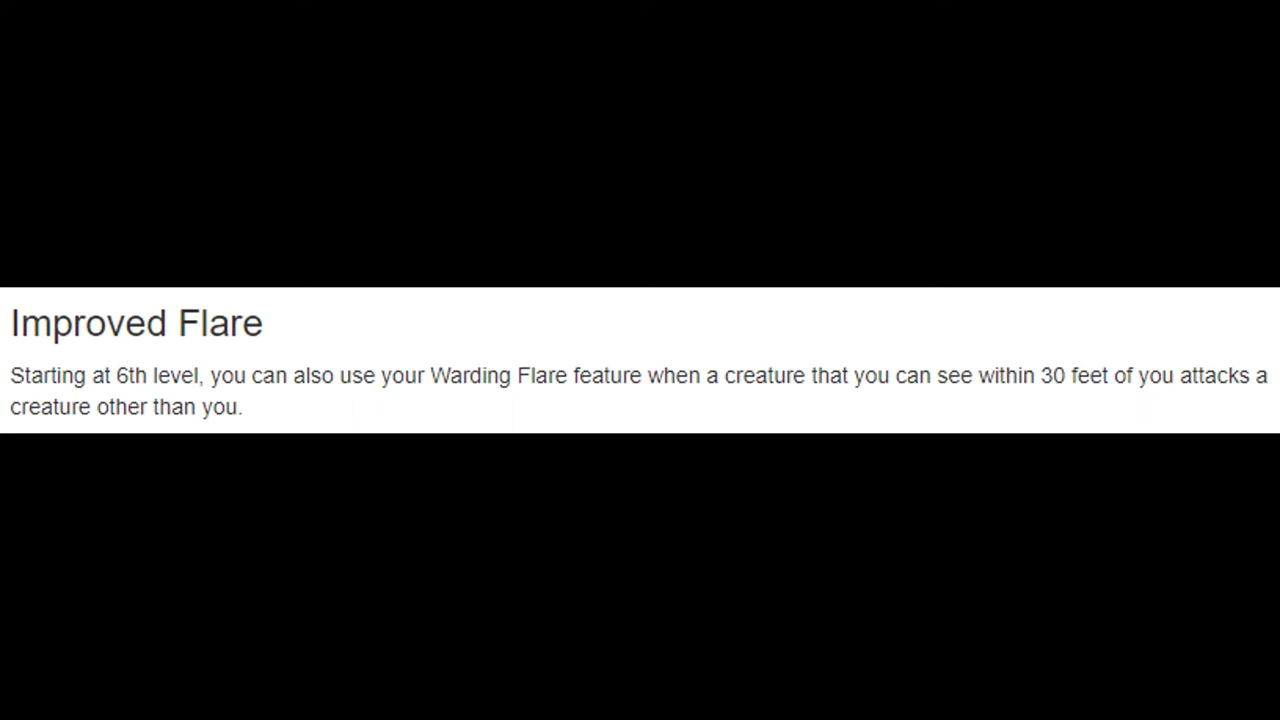 Improved Flare
Starting at 6th level, you can also use your Warding Flare feature when a creature that you can see within 30 feet of you attacks a
creature other than you.